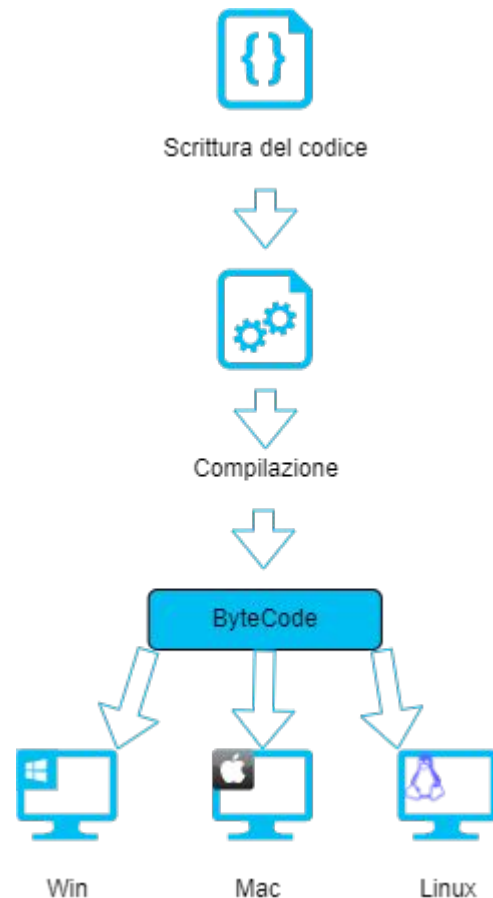 {}
Scrittura del codice
Compilazione
ByteCode
Win
Mac
Linux